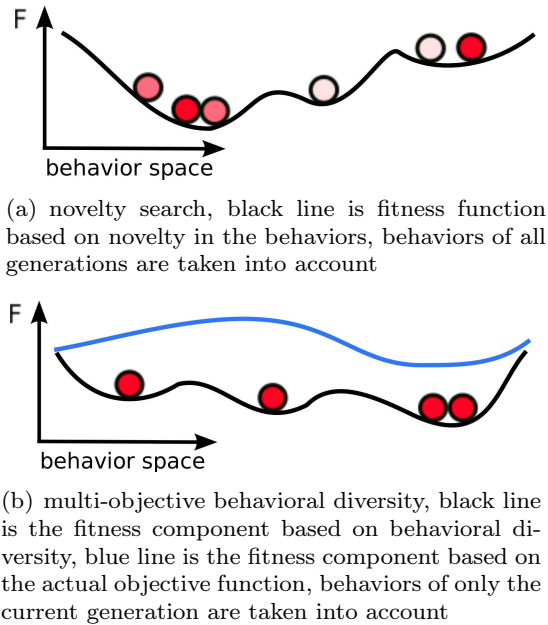 F
behavior space
(a) novelty search, black line is fitness function
based on novelty in the behaviors, behaviors of all
generations are taken into account
F
behavior space
(b) multi-objective behavioral diversity, black line
is the fitness component based on behavioral di-
versity, blue line is the fitness component based on
the actual objective function, behaviors of only the
current generation are taken into account